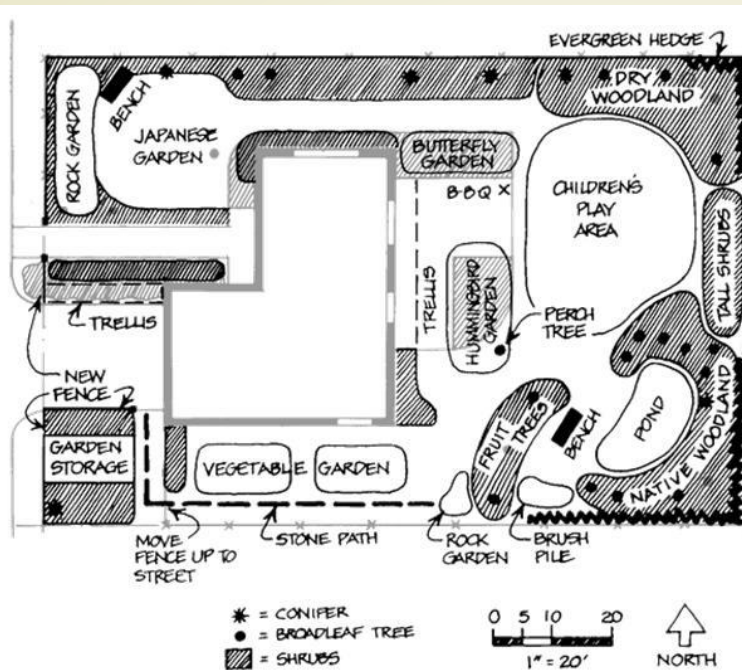 EVERGREEN HEDGE
DRY
WOODLAND
ROCK GARDEN
BENCH
JAPANESE
GARDEN
BUTTERFLY
GARDEN
B-B-Q X
CHILDREN'S
PLAY
AREA
TALL SHRUBS
TRELLIS
HUMMINGBIRD
GARDEN
PERCH
TREE
TRELLIS
NEW
FENCE
GARDEN
STORAGE
VEGETABLE GARDEN
FRUIT TREES
BENCH
POND
NATIVE WOODLAND
MOVE
FENCE UP TO
STREET
STONE PATH
ROCK
GARDEN
BRUSH
PILE
= CONIFER
= BROADLEAF TREE
= SHRUBS
0 5 10 20
1" = 20'
NORTH